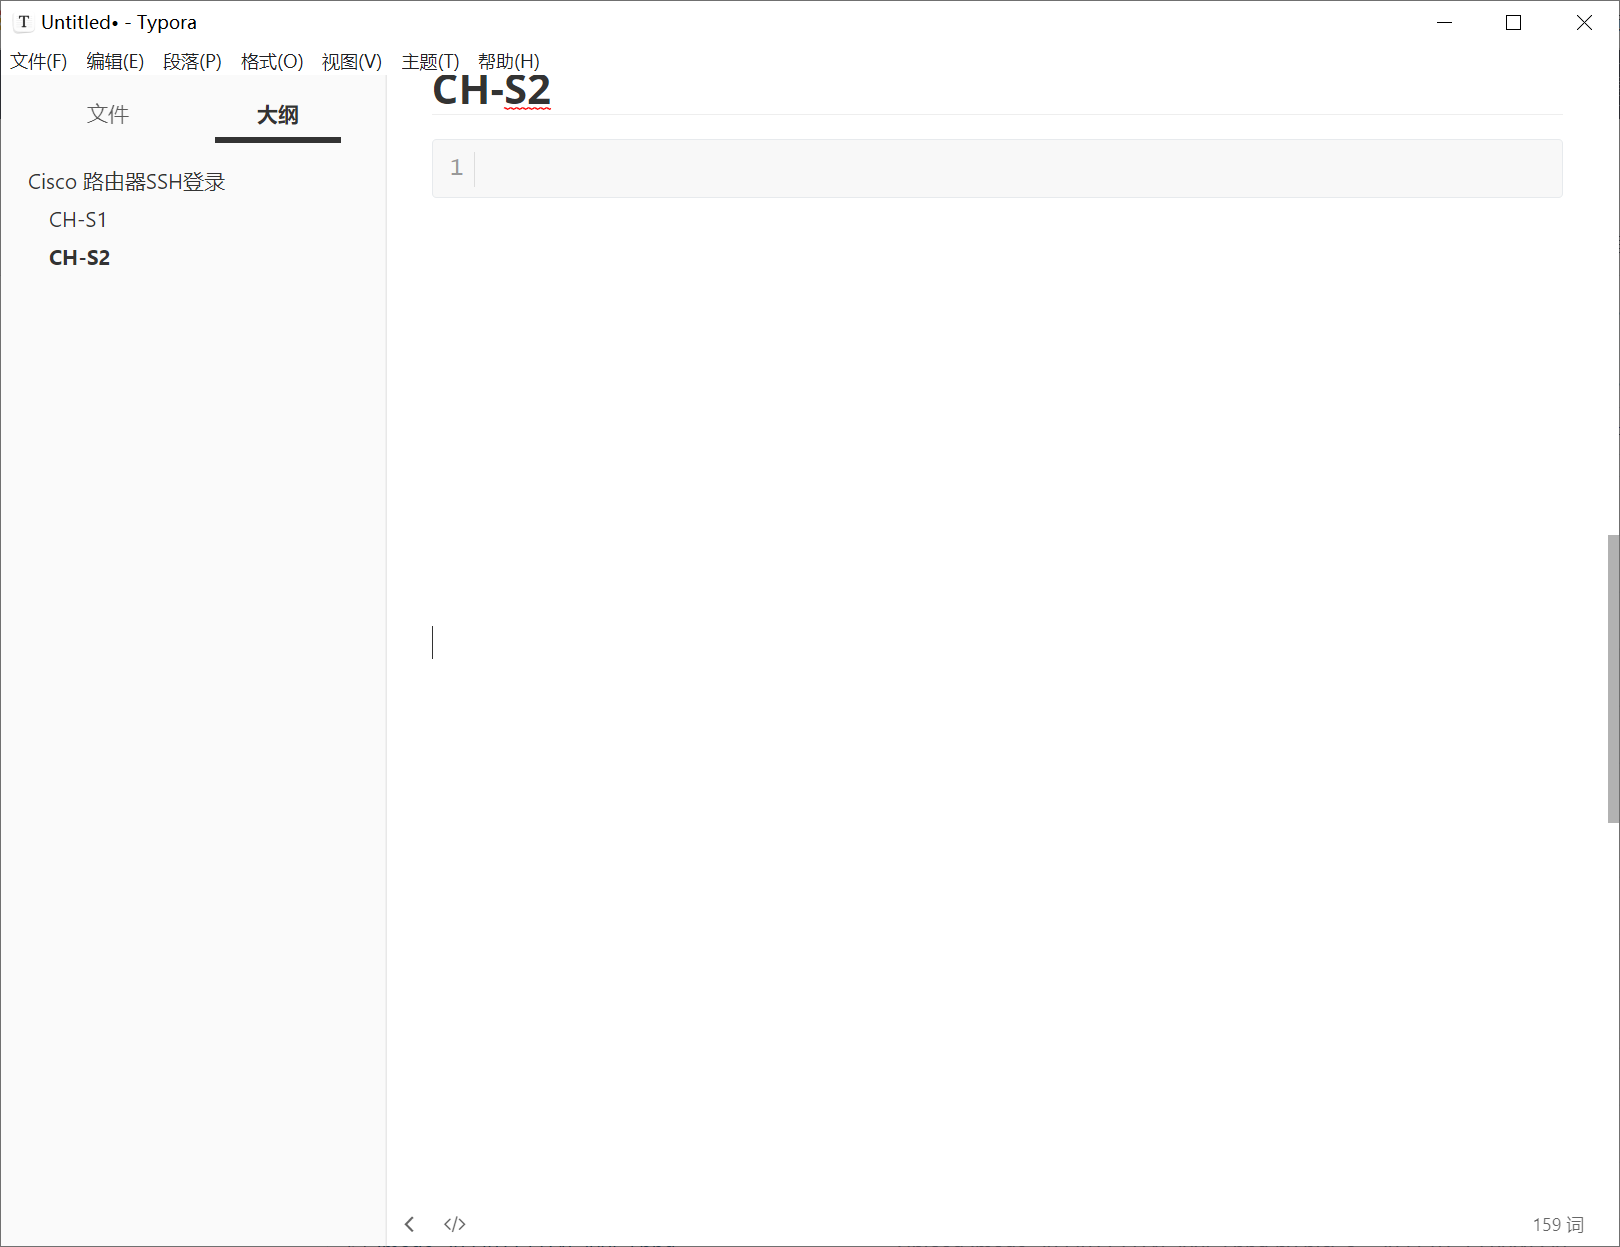 Untitled• - Typora
文件(F) 编辑(E) 段落(P) 格式(O) 视图(V) 主题(T) 帮助(H)
文件 大纲
Cisco 路由器SSH登录
CH-S1
CH-S2
CH-S2
1
</>
159 词